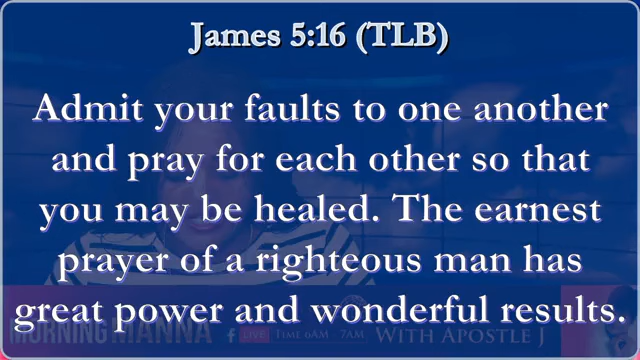 James 5:16 (TLB)
Admit your faults to one another
and pray for each other so that
you may be healed. The earnest
prayer of a righteous man has
great power and wonderful results.
MORNING MANNA f LIVE TIME 6AM - 7AM WITH APOSTLE J